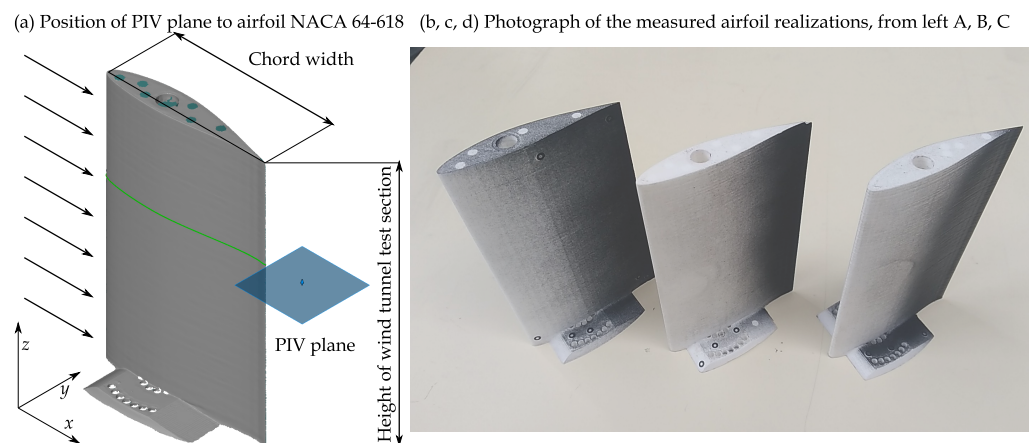 (a) Position of PIV plane to airfoil NACA 64-618
(b, c, d) Photograph of the measured airfoil realizations, from left A, B, C
Chord width
Height of wind tunnel test section
PIV plane
z
y
x